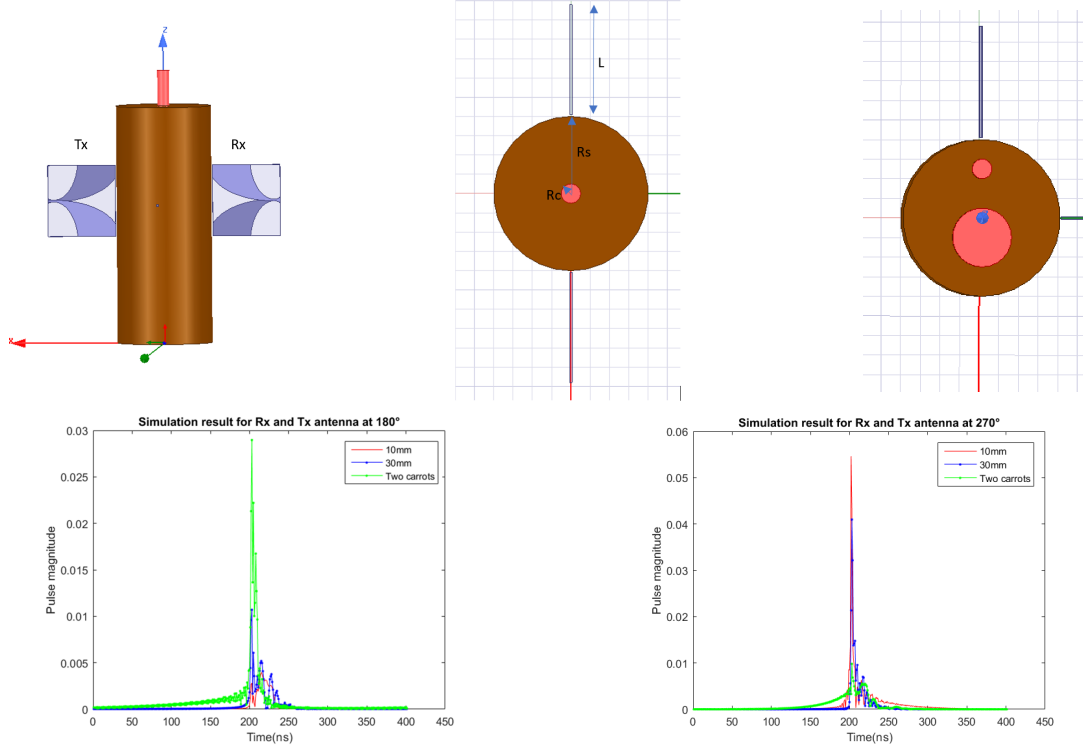 z
Tx
Rx
x
L
Rs
Rc
Simulation result for Rx and Tx antenna at 180°
0.03
0.025
0.02
0.015
0.01
0.005
0
Pulse magnitude
10mm
30mm
Two carrots
0 50 100 150 200 250 300 350 400 450
Time(ns)
Simulation result for Rx and Tx antenna at 270°
0.06
0.05
0.04
0.03
0.02
0.01
0
Pulse magnitude
10mm
30mm
Two carrots
0 50 100 150 200 250 300 350 400 450
Time(ns)